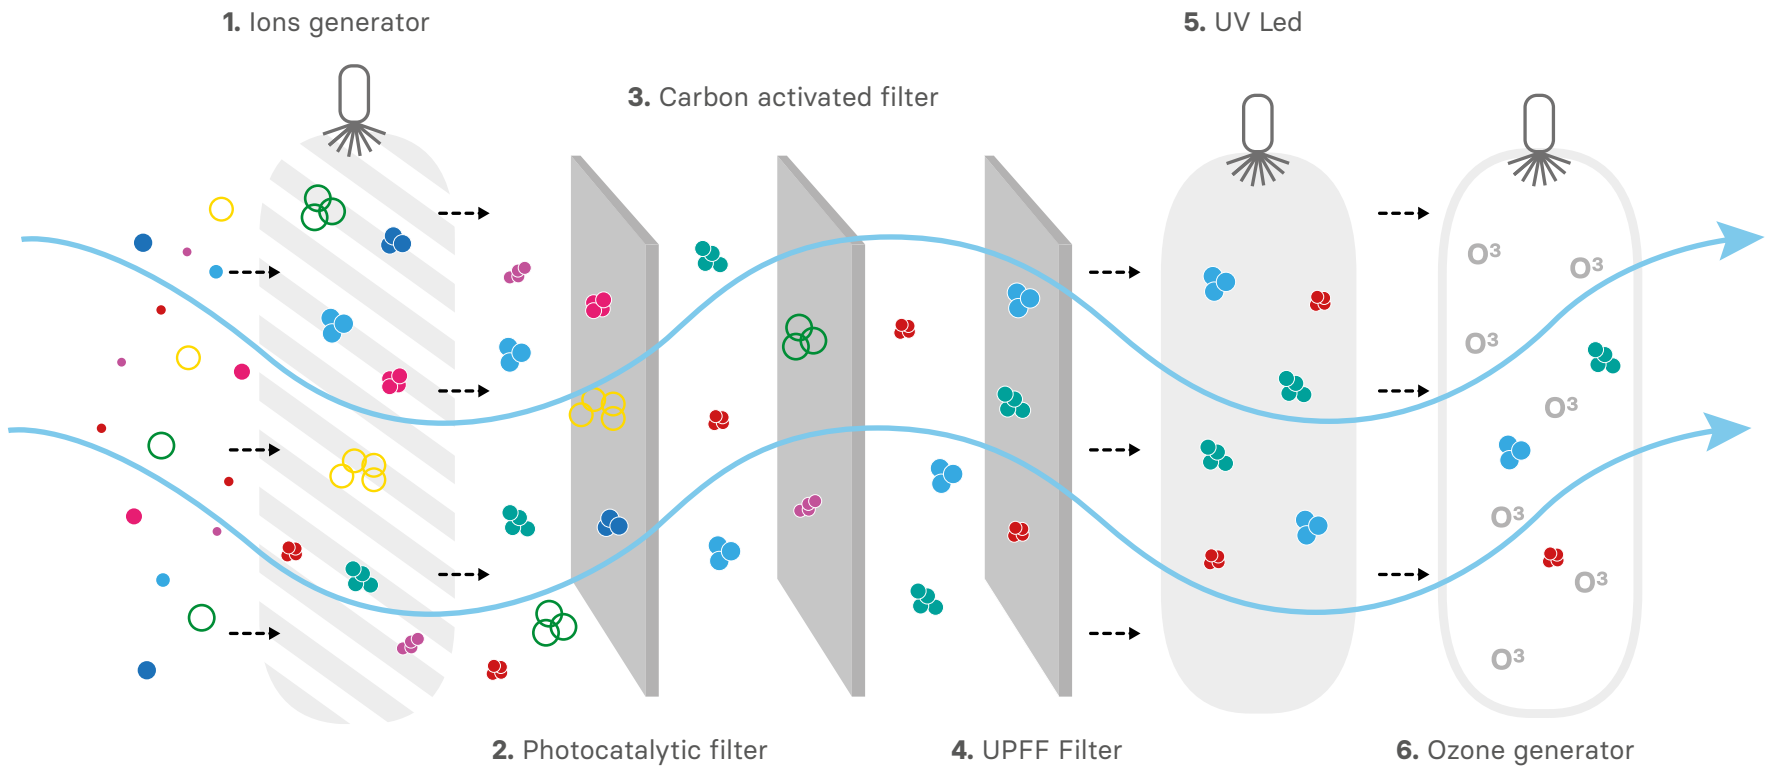 1. Ions generator
5. UV Led
3. Carbon activated filter
O³
O³
O³
O³
O³
O³
O³
2. Photocatalytic filter
4. UPFF Filter
6. Ozone generator